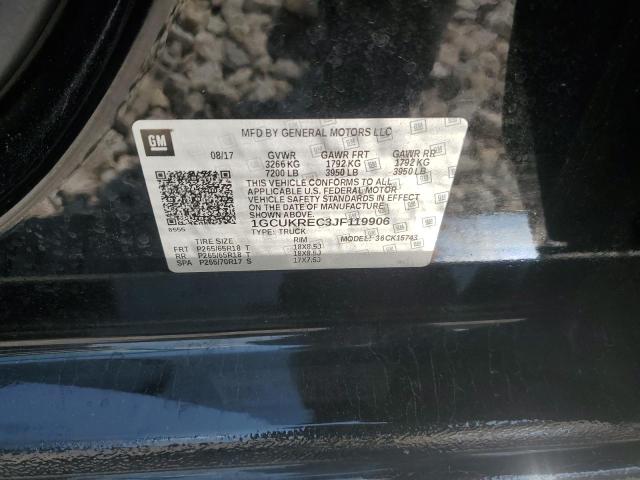 GM
MFD BY GENERAL MOTORS LLC
08/17 GVWR GAWR FRT GAWR RR
3266 KG 1792 KG 1792 KG
7200 LB 3950 LB 3950 LB
THIS VEHICLE CONFORMS TO ALL
APPLICABLE U.S. FEDERAL MOTOR
VEHICLE SAFETY STANDARDS IN EFFECT
ON THE DATE OF MANUFACTURE
SHOWN ABOVE.
1GCUKREC3JF119906
TYPE: TRUCK MODEL: 36CK15743
TIRE SIZE RIM
FRT P265/65R18 T 18X8.5J
RR P265/65R18 T 18X8.5J
SPA P265/70R17 S 17X7.5J